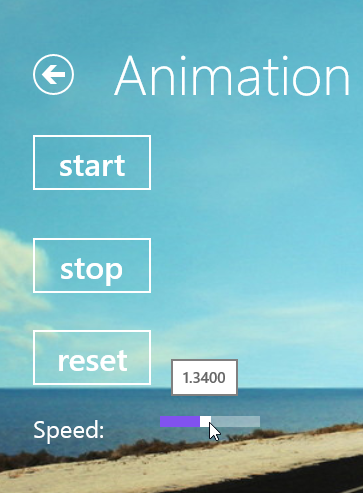 Animation
start
stop
reset
1.3400
Speed: